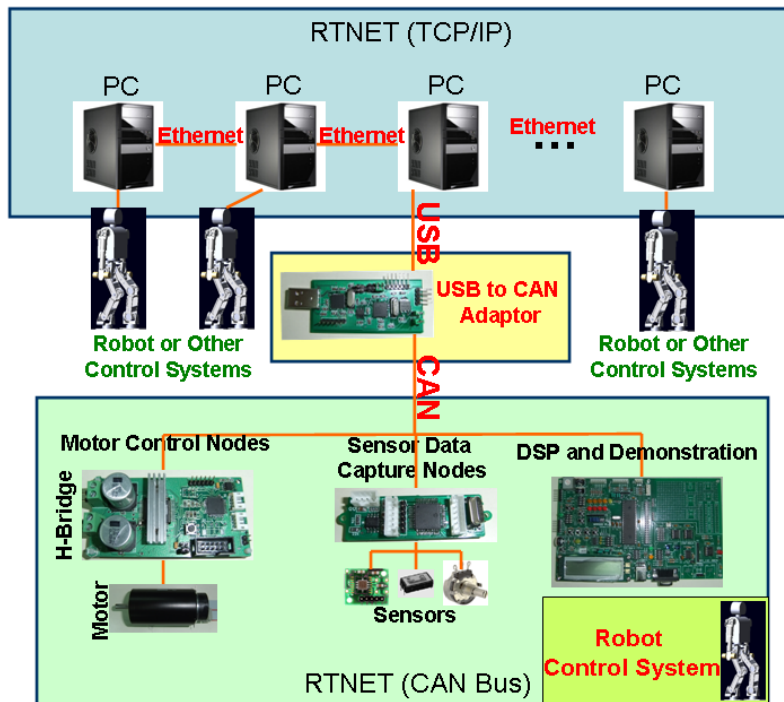 RTNET (TCP/IP)
PC
PC
PC
PC
Ethernet
Ethernet
Ethernet
...
USB
USB to CAN
Adaptor
Robot or Other
Control Systems
Robot or Other
Control Systems
CAN
Motor Control Nodes
Sensor Data
Capture Nodes
DSP and Demonstration
H-Bridge
Motor
Sensors
Robot
Control System
RTNET (CAN Bus)